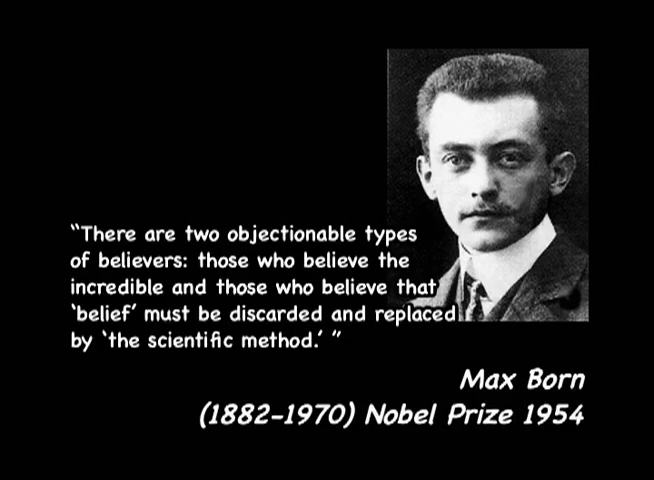 “There are two objectionable types
of believers: those who believe the
incredible and those who believe that
‘belief’ must be discarded and replaced
by ‘the scientific method.’ ”
Max Born
(1882-1970) Nobel Prize 1954